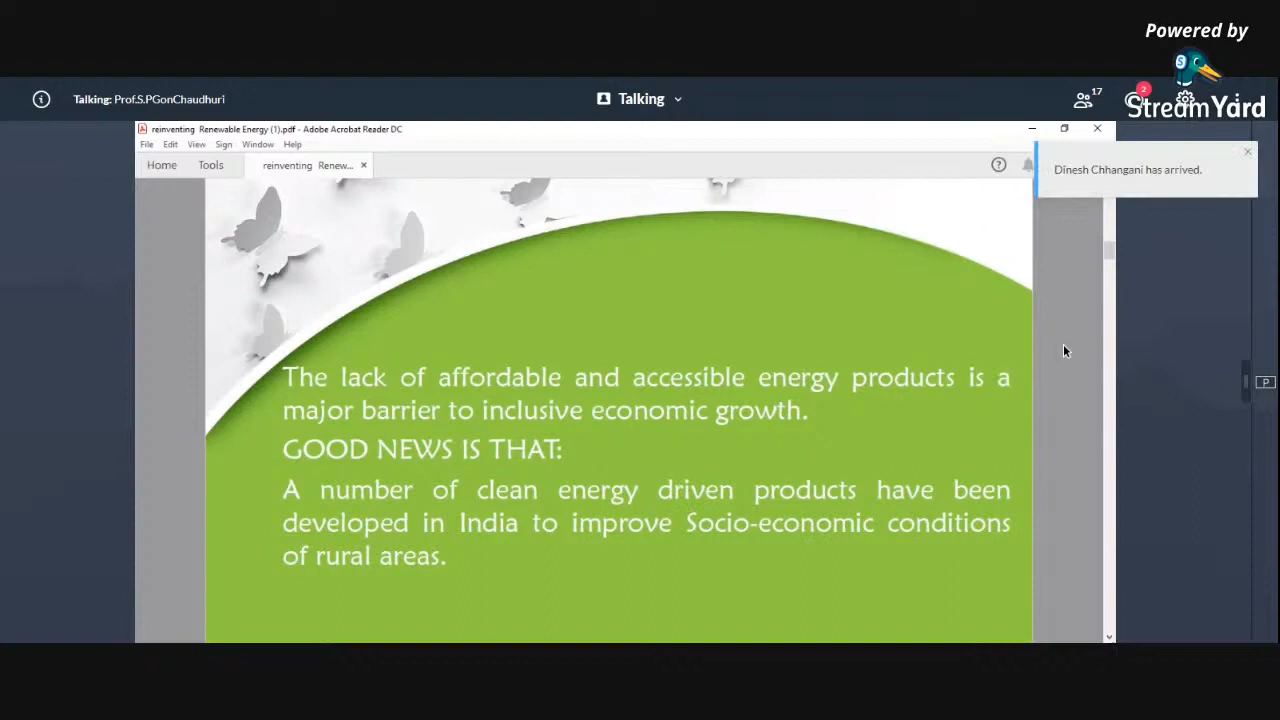 Powered by
StreamYard
Talking: Prof.S.PGonChaudhuri
Talking
17
2
reinventing Renewable Energy (1).pdf - Adobe Acrobat Reader DC
File Edit View Sign Window Help
Home Tools reinventing Renew...
Dinesh Chhangani has arrived.
The lack of affordable and accessible energy products is a
major barrier to inclusive economic growth.
GOOD NEWS IS THAT:
A number of clean energy driven products have been
developed in India to improve Socio-economic conditions
of rural areas.
P